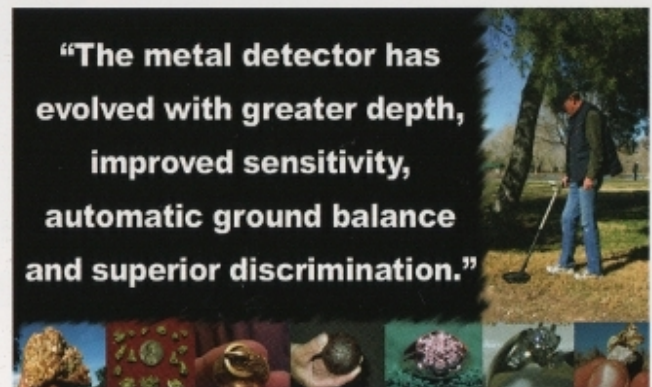 “The metal detector has
evolved with greater depth,
improved sensitivity,
automatic ground balance
and superior discrimination.”